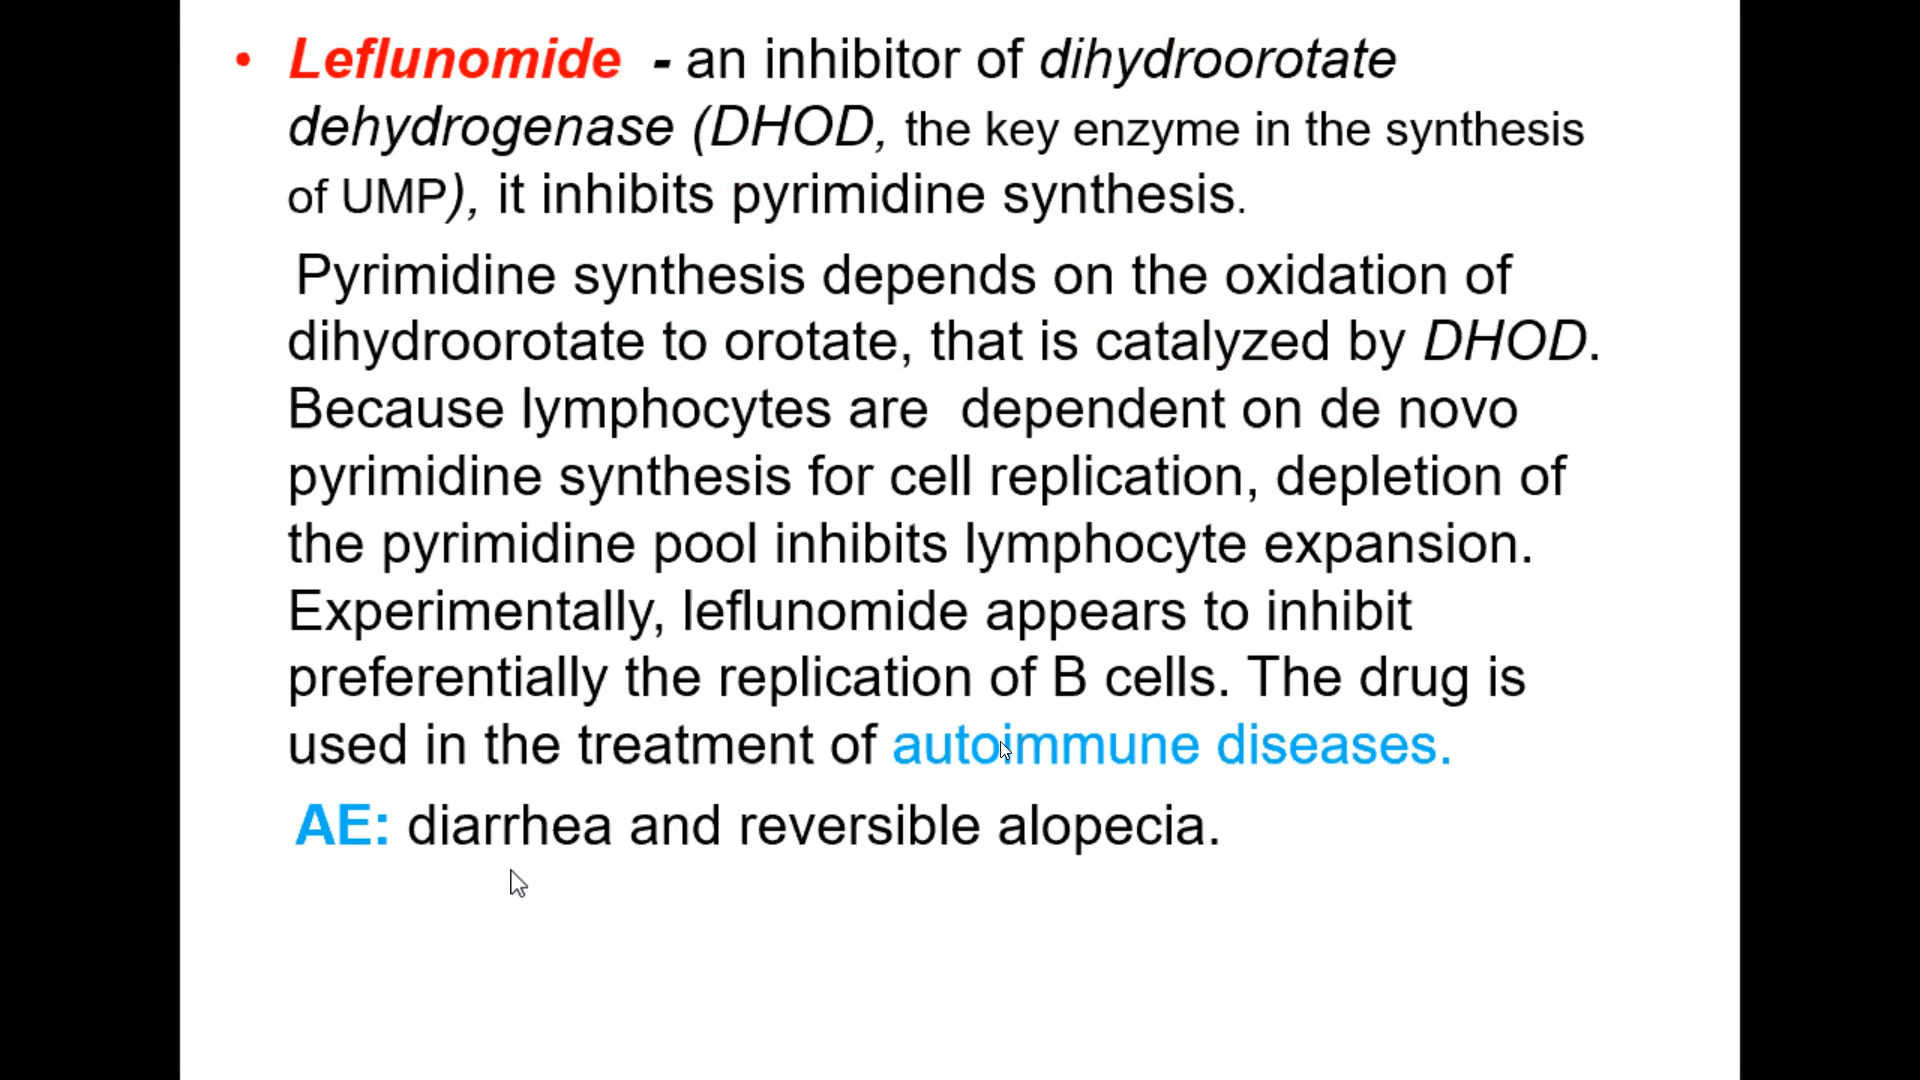 • Leflunomide - an inhibitor of dihydroorotate
dehydrogenase (DHOD, the key enzyme in the synthesis
of UMP), it inhibits pyrimidine synthesis.
Pyrimidine synthesis depends on the oxidation of
dihydroorotate to orotate, that is catalyzed by DHOD.
Because lymphocytes are dependent on de novo
pyrimidine synthesis for cell replication, depletion of
the pyrimidine pool inhibits lymphocyte expansion.
Experimentally, leflunomide appears to inhibit
preferentially the replication of B cells. The drug is
used in the treatment of autoimmune diseases.
AE: diarrhea and reversible alopecia.